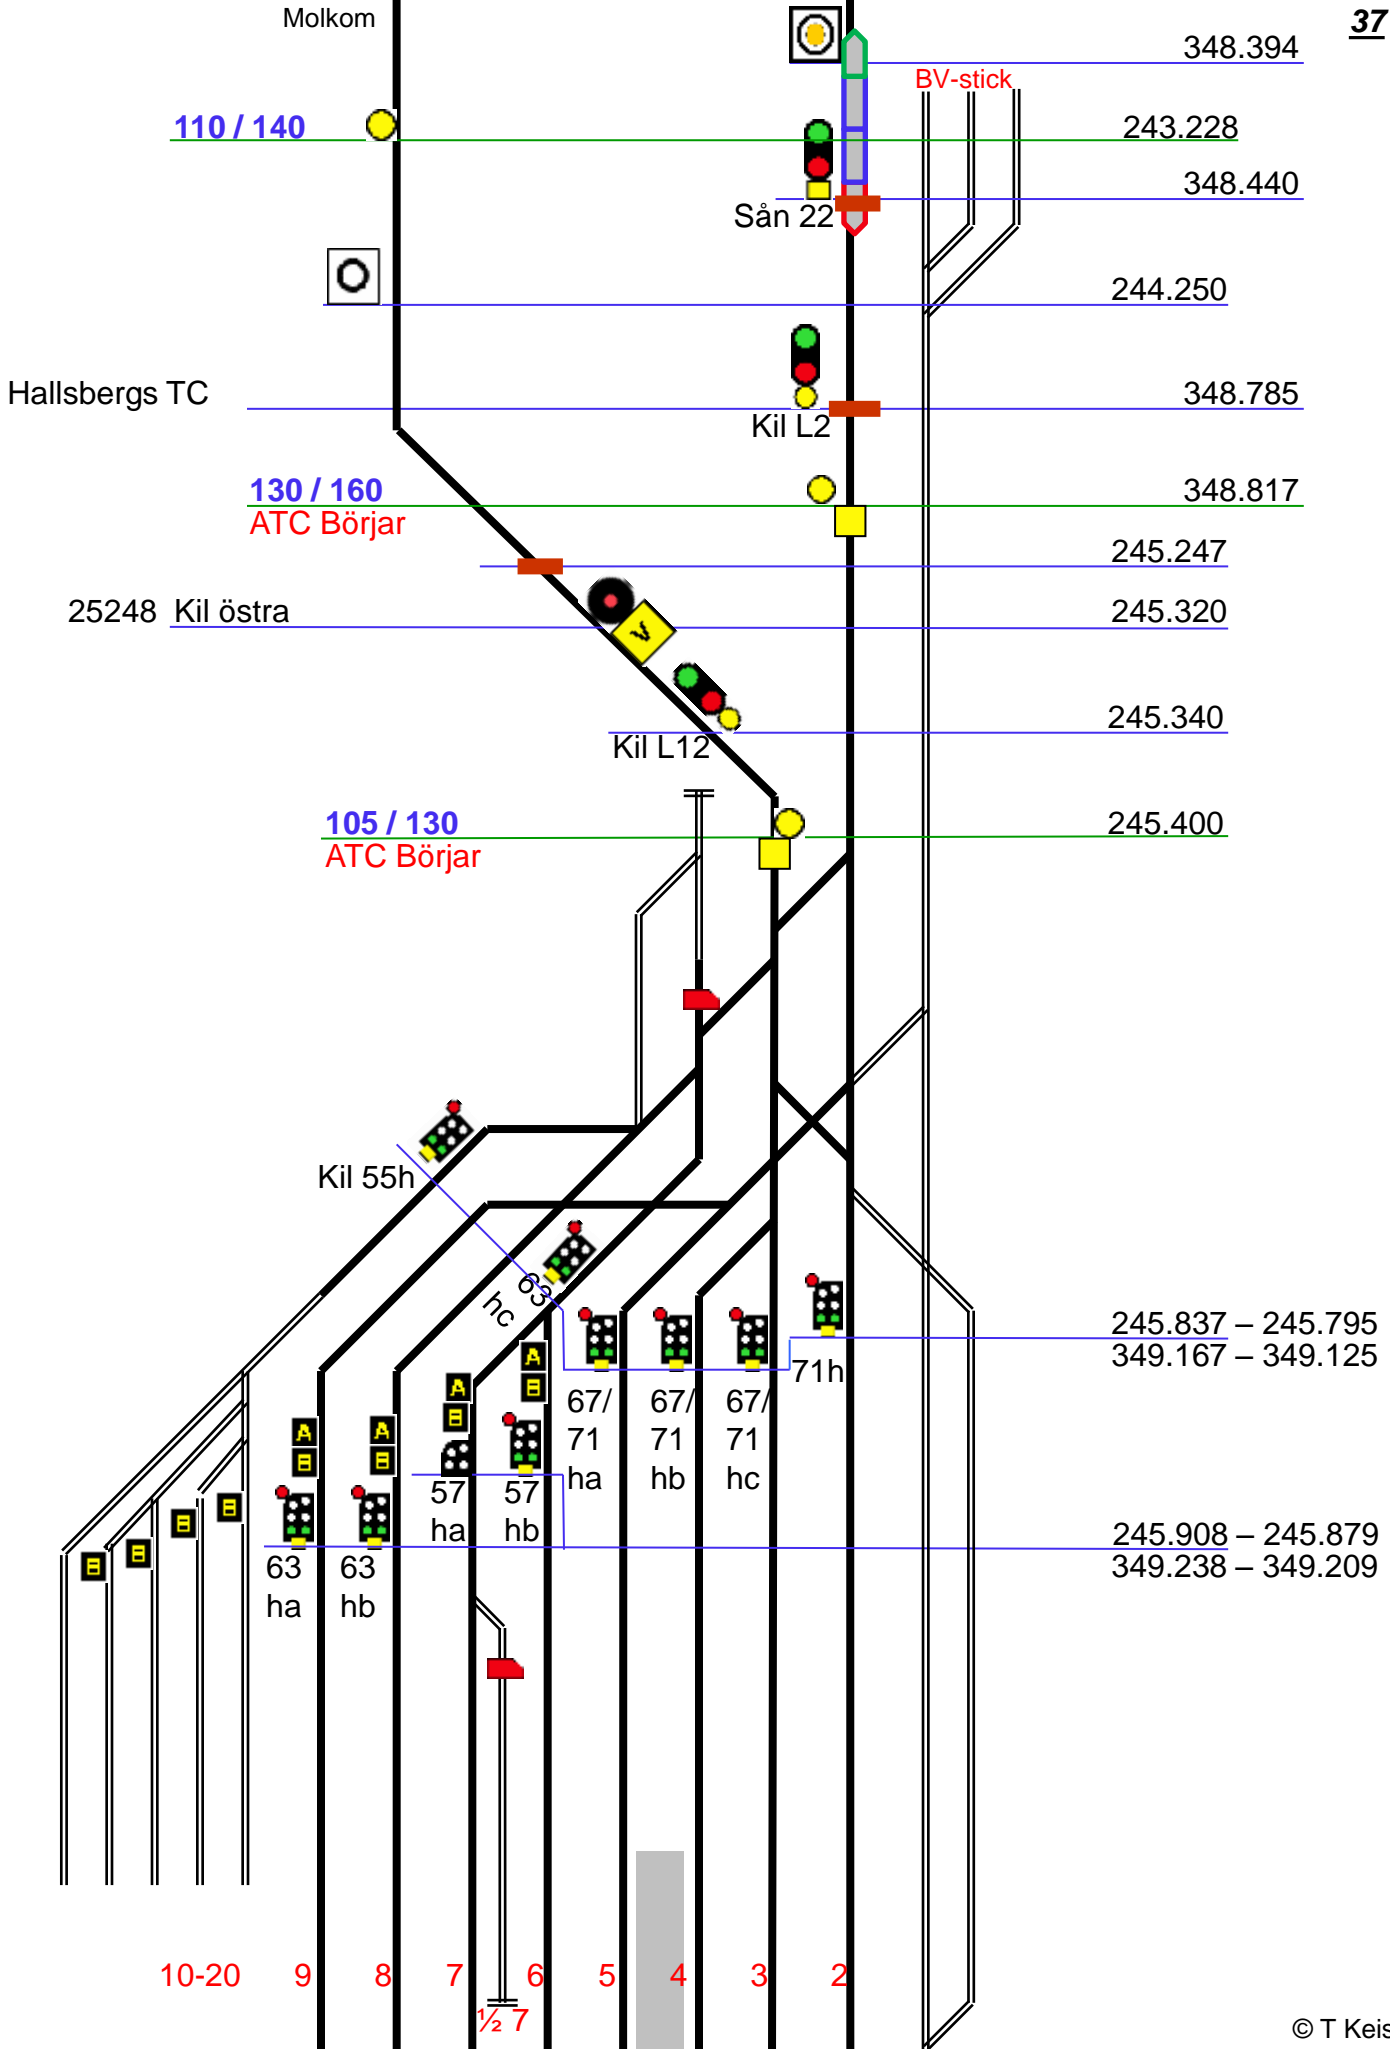 Molkom
37
348.394
BV-stick
110 / 140
243.228
348.440
Sån 22
244.250
Hallsbergs TC
348.785
Kil L2
130 / 160
348.817
ATC Börjar
245.247
25248 Kil östra
245.320
V
245.340
Kil L12
105 / 130
245.400
ATC Börjar
Kil 55h
63
hc
245.837 – 245.795
349.167 – 349.125
71h
A
B
A
B
67/
71
ha
67/
71
hb
67/
71
hc
A
B
A
B
57
ha
57
hb
B
B
B
B
245.908 – 245.879
349.238 – 349.209
63
ha
63
hb
10-20
9
8
7
6
5
4
3
2
½ 7
© T Keis